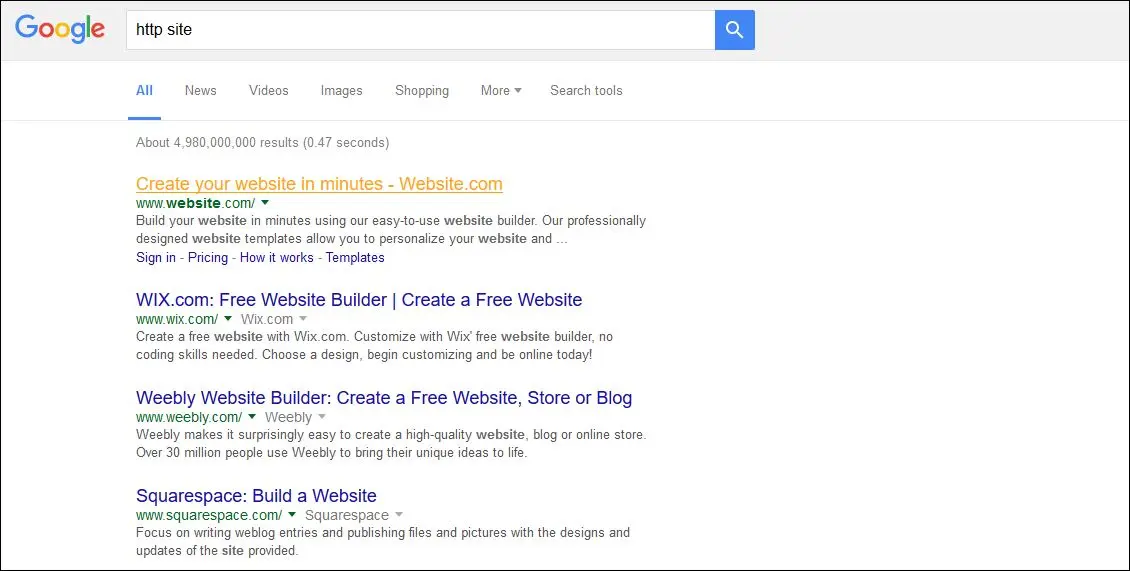 Google
http site
All News Videos Images Shopping More Search tools
About 4,980,000,000 results (0.47 seconds)
Create your website in minutes - Website.com
www.website.com/
Build your website in minutes using our easy-to-use website builder. Our professionally
designed website templates allow you to personalize your website and ...
Sign in - Pricing - How it works - Templates
WIX.com: Free Website Builder | Create a Free Website
www.wix.com/ Wix.com
Create a free website with Wix.com. Customize with Wix' free website builder, no
coding skills needed. Choose a design, begin customizing and be online today!
Weebly Website Builder: Create a Free Website, Store or Blog
www.weebly.com/ Weebly
Weebly makes it surprisingly easy to create a high-quality website, blog or online store.
Over 30 million people use Weebly to bring their unique ideas to life.
Squarespace: Build a Website
www.squarespace.com/ Squarespace
Focus on writing weblog entries and publishing files and pictures with the designs and
updates of the site provided.